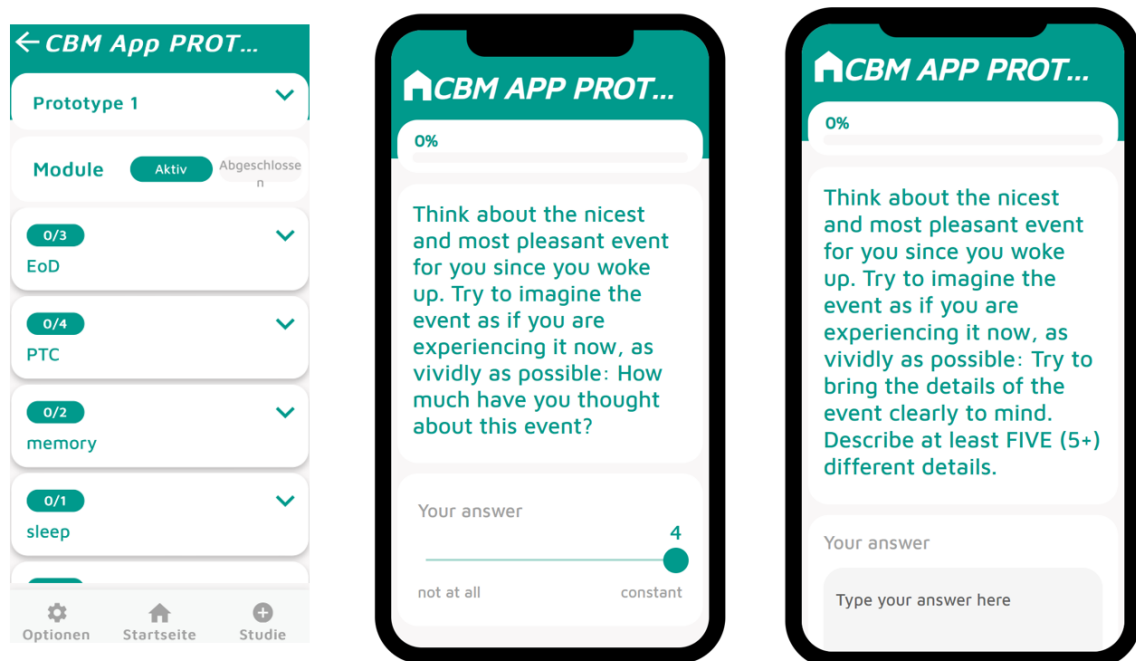 CBM App PROT...
Prototype 1
Module
Aktiv
Abgeschlosse
n
0/3
EoD
0/4
PTC
0/2
memory
0/1
sleep
Optionen
Startseite
Studie
CBM APP PROT...
0%
Think about the nicest
and most pleasant event
for you since you woke
up. Try to imagine the
event as if you are
experiencing it now, as
vividly as possible: How
much have you thought
about this event?
Your answer
4
not at all
constant
CBM APP PROT...
0%
Think about the nicest
and most pleasant event
for you since you woke
up. Try to imagine the
event as if you are
experiencing it now, as
vividly as possible: Try to
bring the details of the
event clearly to mind.
Describe at least FIVE (5+)
different details.
Your answer
Type your answer here